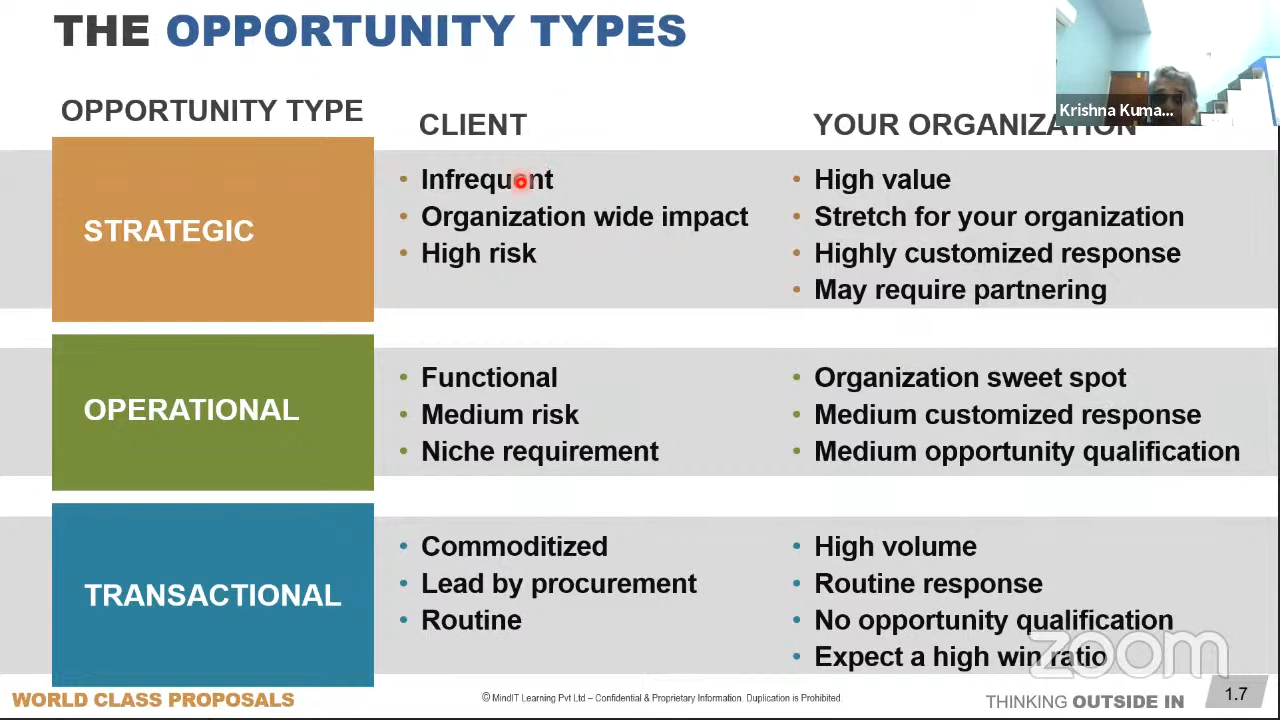 THE OPPORTUNITY TYPES
Krishna Kuma...
OPPORTUNITY TYPE
CLIENT
YOUR ORGANIZATION
STRATEGIC
Infrequent
Organization wide impact
High risk
High value
Stretch for your organization
Highly customized response
May require partnering
OPERATIONAL
Functional
Medium risk
Niche requirement
Organization sweet spot
Medium customized response
Medium opportunity qualification
TRANSACTIONAL
Commoditized
Lead by procurement
Routine
High volume
Routine response
No opportunity qualification
Expect a high win ratio
zoom
WORLD CLASS PROPOSALS
© MindIT Learning Pvt Ltd – Confidential & Proprietary Information. Duplication is Prohibited.
THINKING OUTSIDE IN
1.7